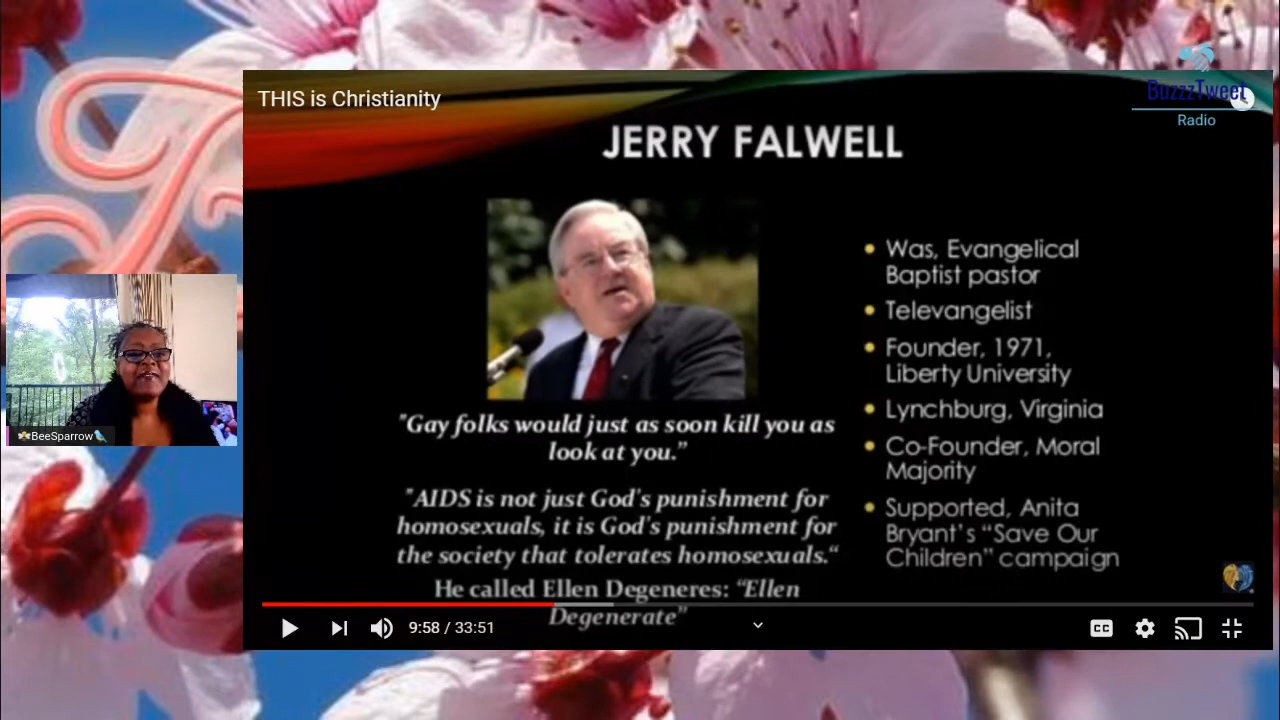 THIS is Christianity
BuzzzTweet
Radio
JERRY FALWELL
"Gay folks would just as soon kill you as
look at you."
"AIDS is not just God's punishment for
homosexuals, it is God's punishment for
the society that tolerates homosexuals."
He called Ellen Degeneres: "Ellen
Degenerate"
• Was, Evangelical
Baptist pastor
• Televangelist
• Founder, 1971,
Liberty University
• Lynchburg, Virginia
• Co-Founder, Moral
Majority
• Supported, Anita
Bryant's "Save Our
Children" campaign
BeeSparrow
9:58 / 33:51
CC